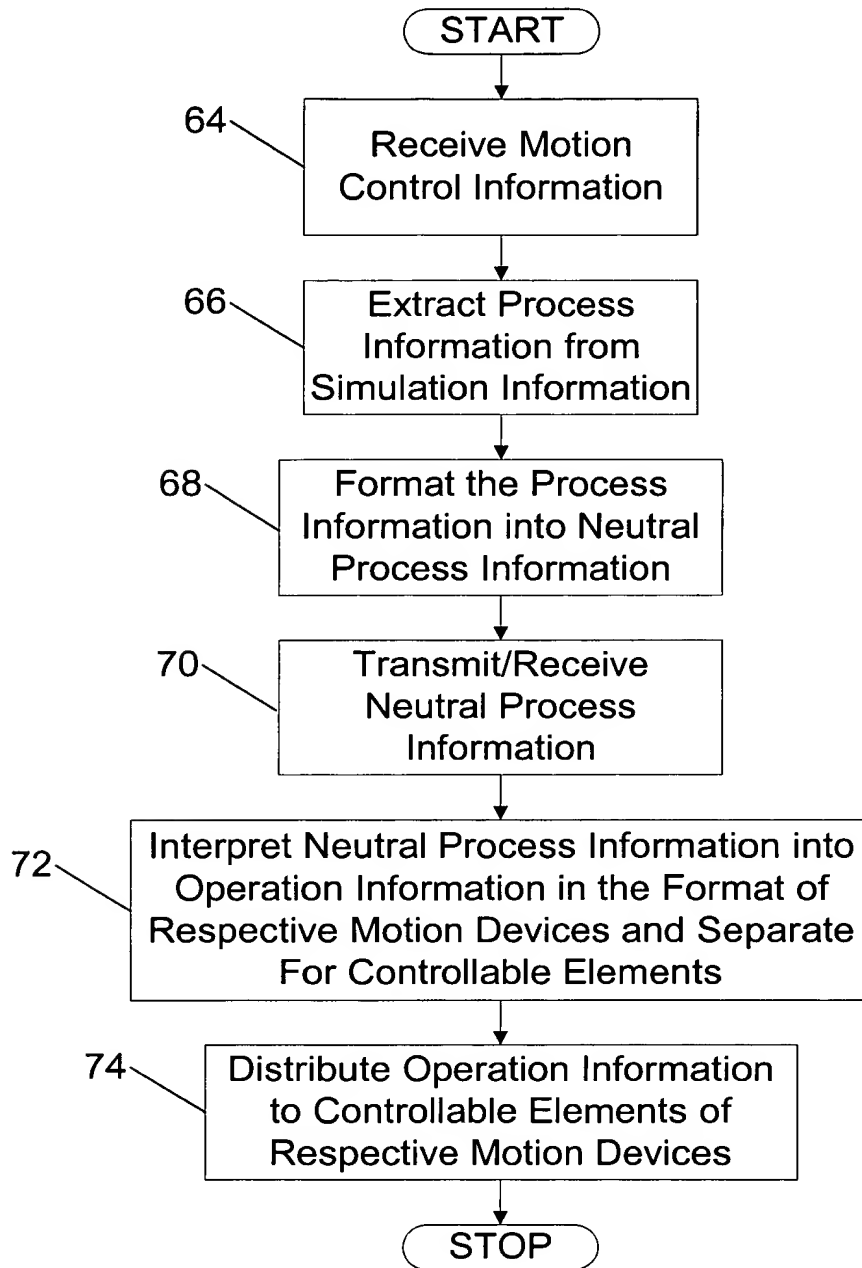 START
64
Receive Motion
Control Information
66
Extract Process
Information from
Simulation Information
68
Format the Process
Information into Neutral
Process Information
70
Transmit/Receive
Neutral Process
Information
72
Interpret Neutral Process Information into
Operation Information in the Format of
Respective Motion Devices and Separate
For Controllable Elements
74
Distribute Operation Information
to Controllable Elements of
Respective Motion Devices
STOP